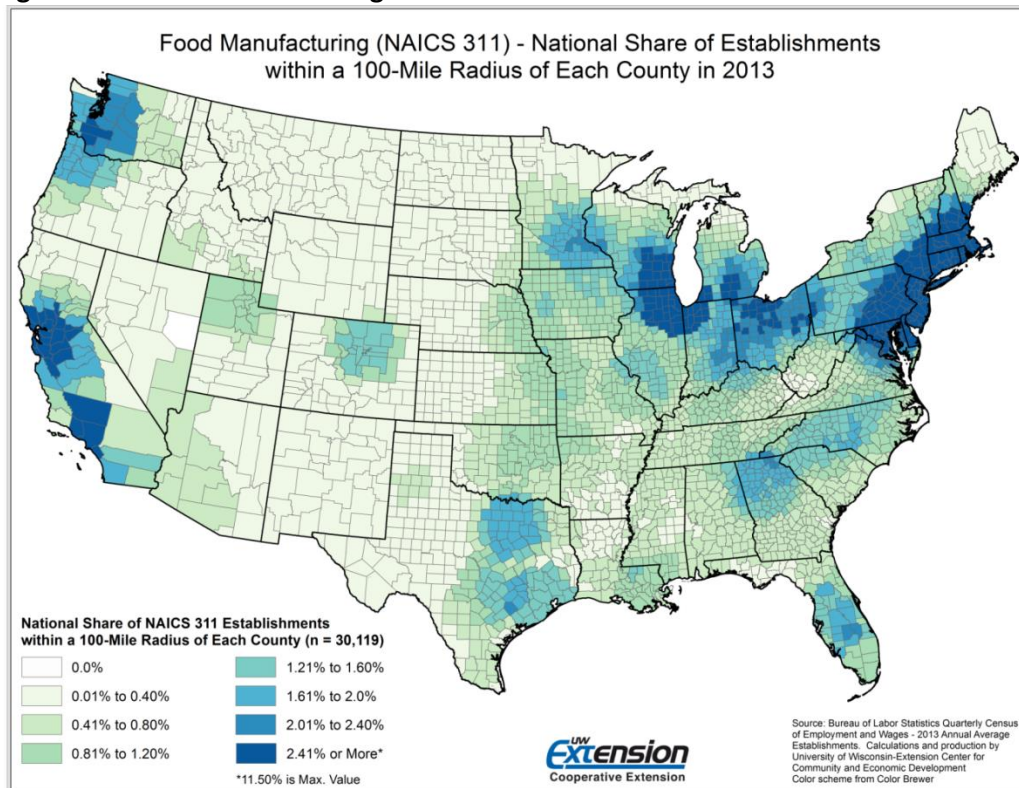 Food Manufacturing (NAICS 311) - National Share of Establishments
within a 100-Mile Radius of Each County in 2013
National Share of NAICS 311 Establishments
within a 100-Mile Radius of Each County (n = 30,119)
0.0%
0.01% to 0.40%
0.41% to 0.80%
0.81% to 1.20%
1.21% to 1.60%
1.61% to 2.0%
2.01% to 2.40%
2.41% or More*
*11.50% is Max. Value
UW
Extension
Cooperative Extension
Source: Bureau of Labor Statistics Quarterly Census
of Employment and Wages - 2013 Annual Average
Establishments. Calculations and production by
University of Wisconsin-Extension Center for
Community and Economic Development
Color scheme from Color Brewer